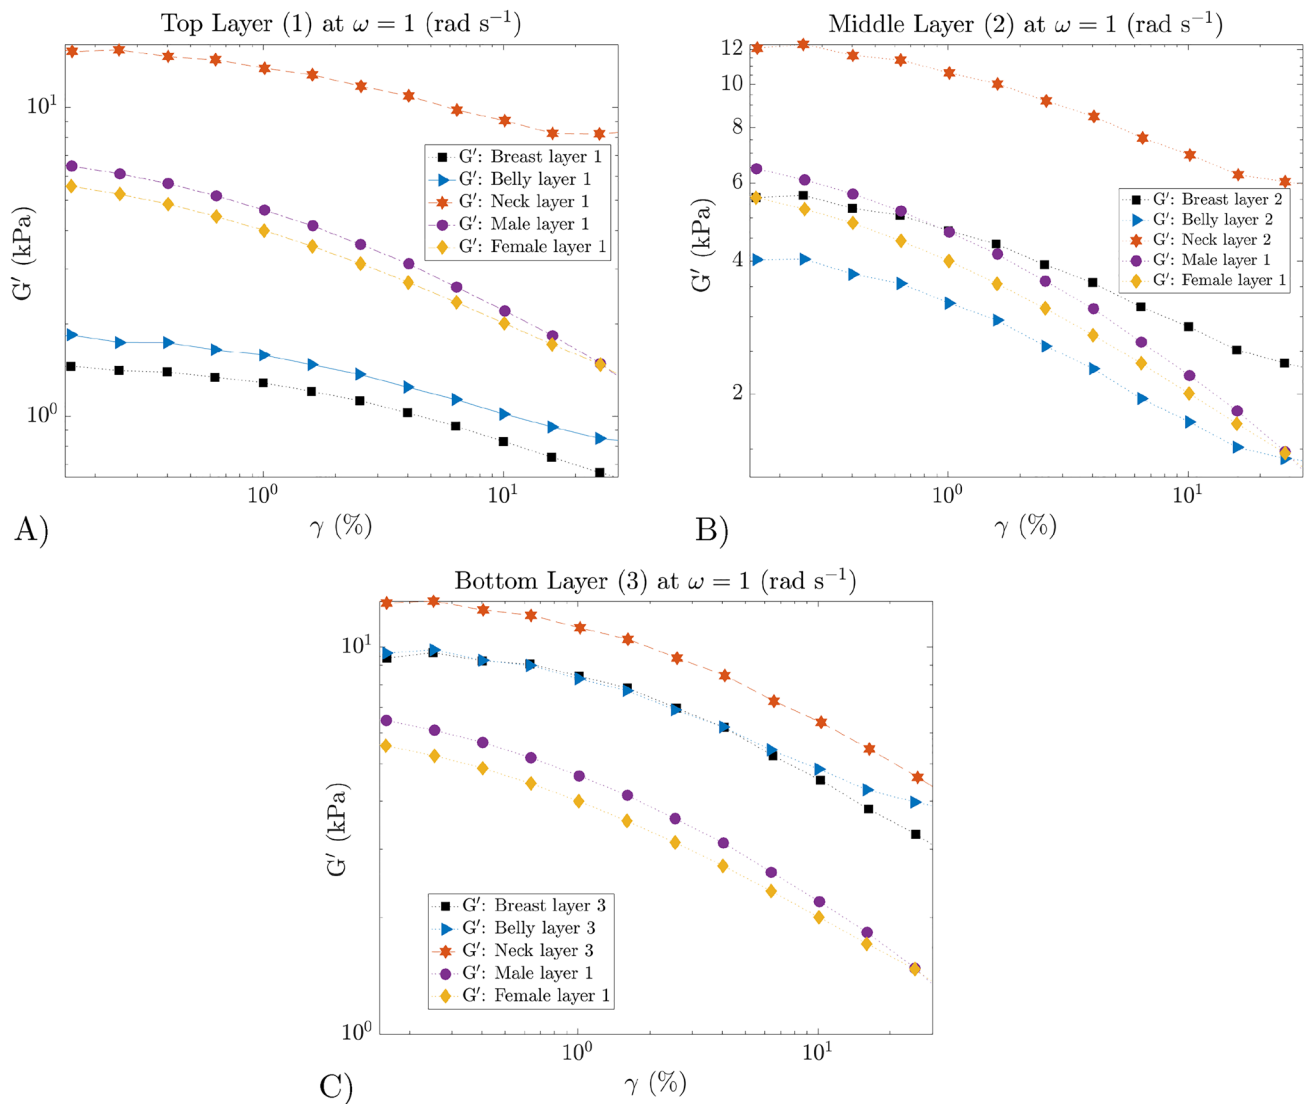 Top Layer (1) at ω = 1 (rad s⁻¹)
G′ (kPa)
10¹
10⁰
G′: Breast layer 1
G′: Belly layer 1
G′: Neck layer 1
G′: Male layer 1
G′: Female layer 1
10⁰ 10¹
γ (%)
A)
Middle Layer (2) at ω = 1 (rad s⁻¹)
G′ (kPa)
12
10
8
6
4
2
G′: Breast layer 2
G′: Belly layer 2
G′: Neck layer 2
G′: Male layer 1
G′: Female layer 1
10⁰ 10¹
γ (%)
B)
Bottom Layer (3) at ω = 1 (rad s⁻¹)
G′ (kPa)
10¹
10⁰
G′: Breast layer 3
G′: Belly layer 3
G′: Neck layer 3
G′: Male layer 1
G′: Female layer 1
10⁰ 10¹
γ (%)
C)